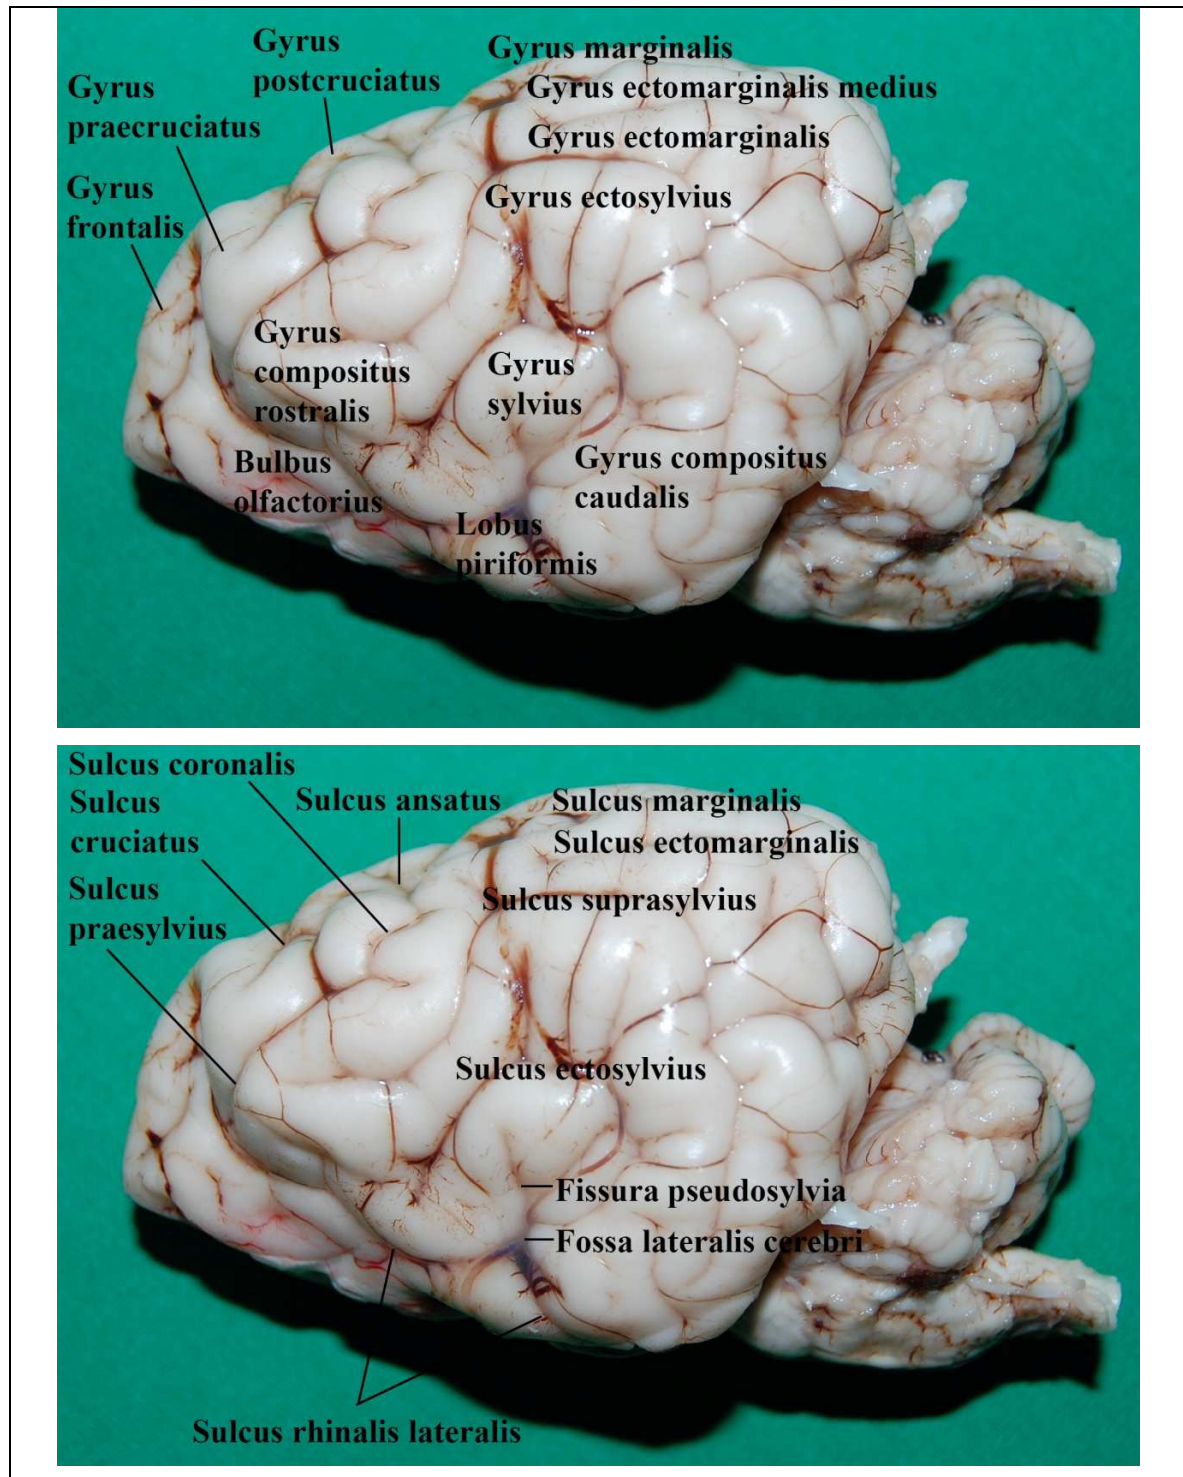 Gyrus
postcruciatus
Gyrus marginalis
Gyrus
praecruciatus
Gyrus ectomarginalis medius
Gyrus ectomarginalis
Gyrus
frontalis
Gyrus ectosylvius
Gyrus
compositus
rostralis
Gyrus
sylvius
Bulbus
olfactorius
Gyrus compositus
caudalis
Lobus
piriformis
Sulcus coronalis
Sulcus
cruciatus
Sulcus ansatus
Sulcus marginalis
Sulcus ectomarginalis
Sulcus
praesylvius
Sulcus suprasylvius
Sulcus ectosylvius
Fissura pseudosylvia
Fossa lateralis cerebri
Sulcus rhinalis lateralis